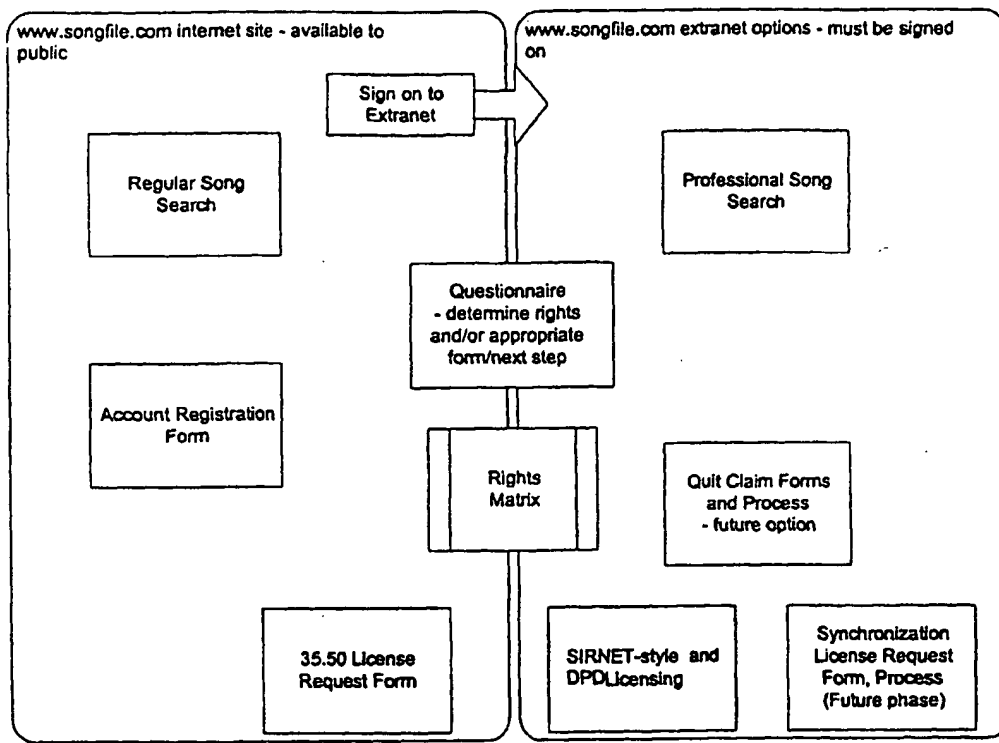 www.songfile.com internet site - available to
public
www.songfile.com extranet options - must be signed
on
Sign on to
Extranet
Regular Song
Search
Professional Song
Search
Questionnaire
- determine rights
and/or appropriate
form/next step
Account Registration
Form
Rights
Matrix
Quit Claim Forms
and Process
- future option
35.50 License
Request Form
SIRNET-style and
DPDLicensing
Synchronization
License Request
Form, Process
(Future phase)